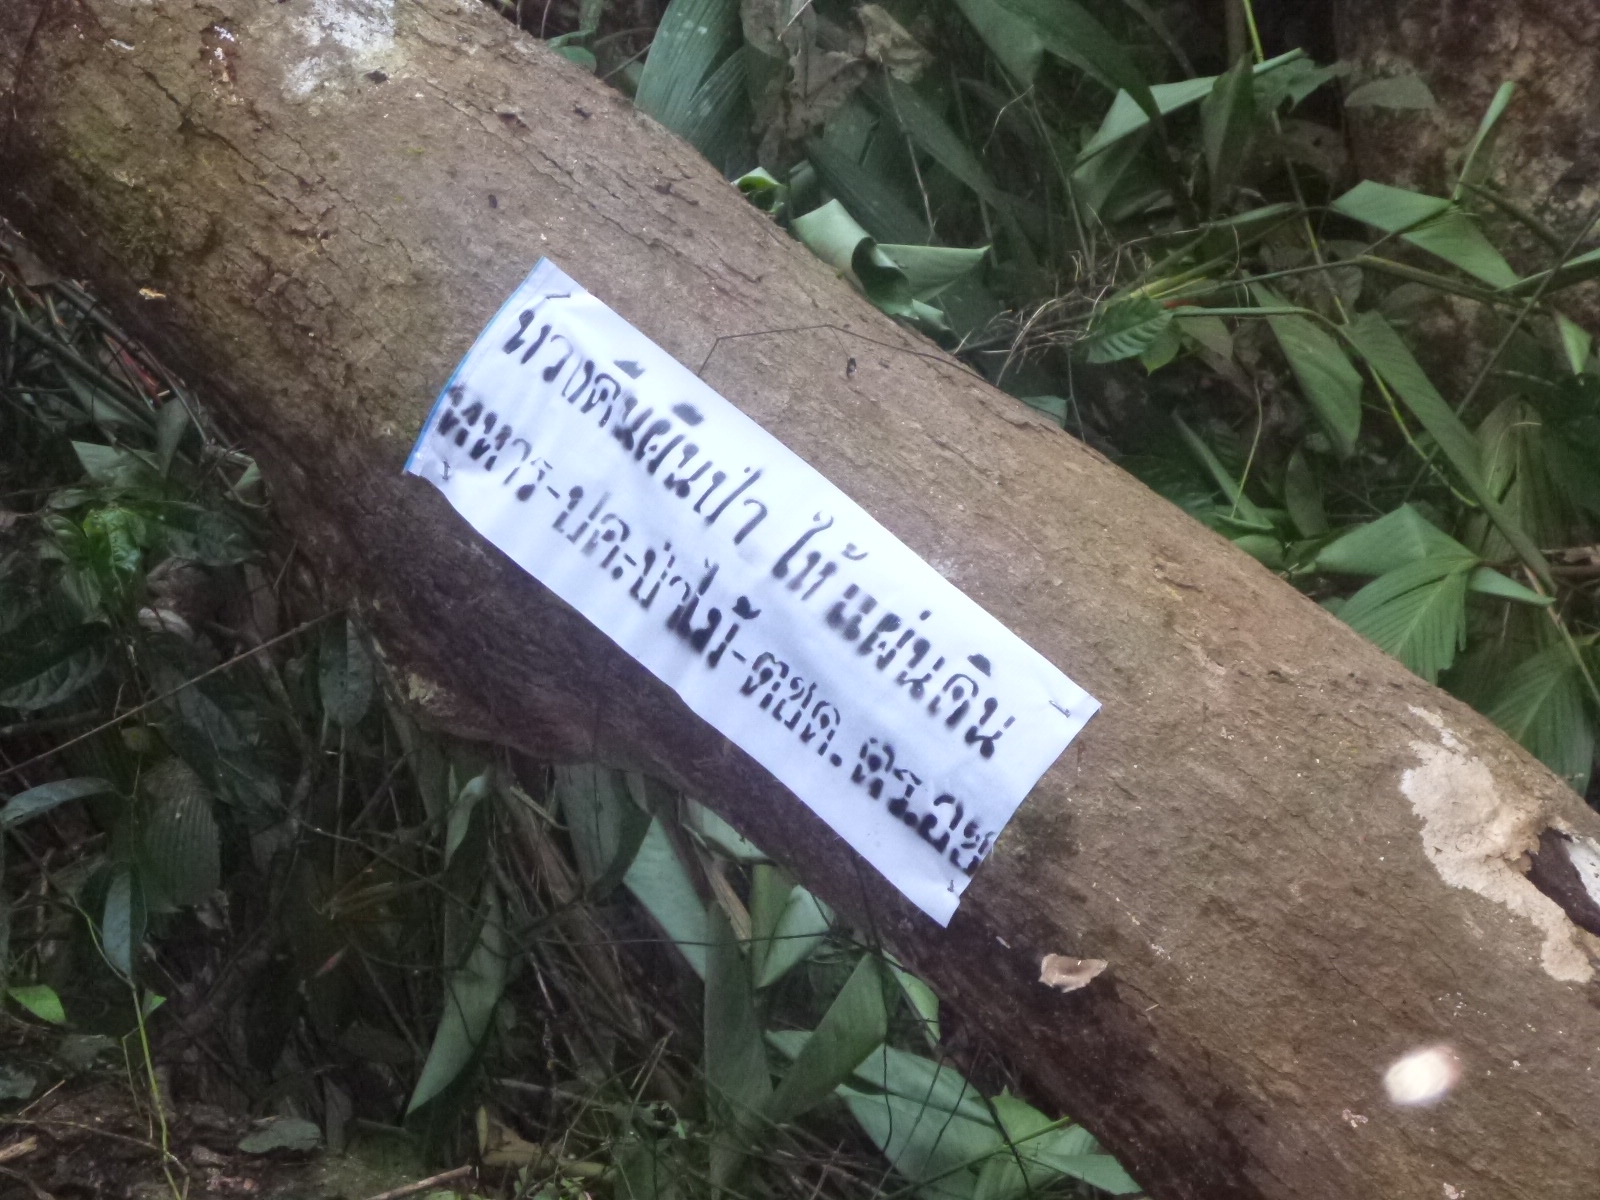 ทวงคืนผืนป่า ให้แผ่นดิน
ทหาร-ปค.ป่าไม้-ตชด.